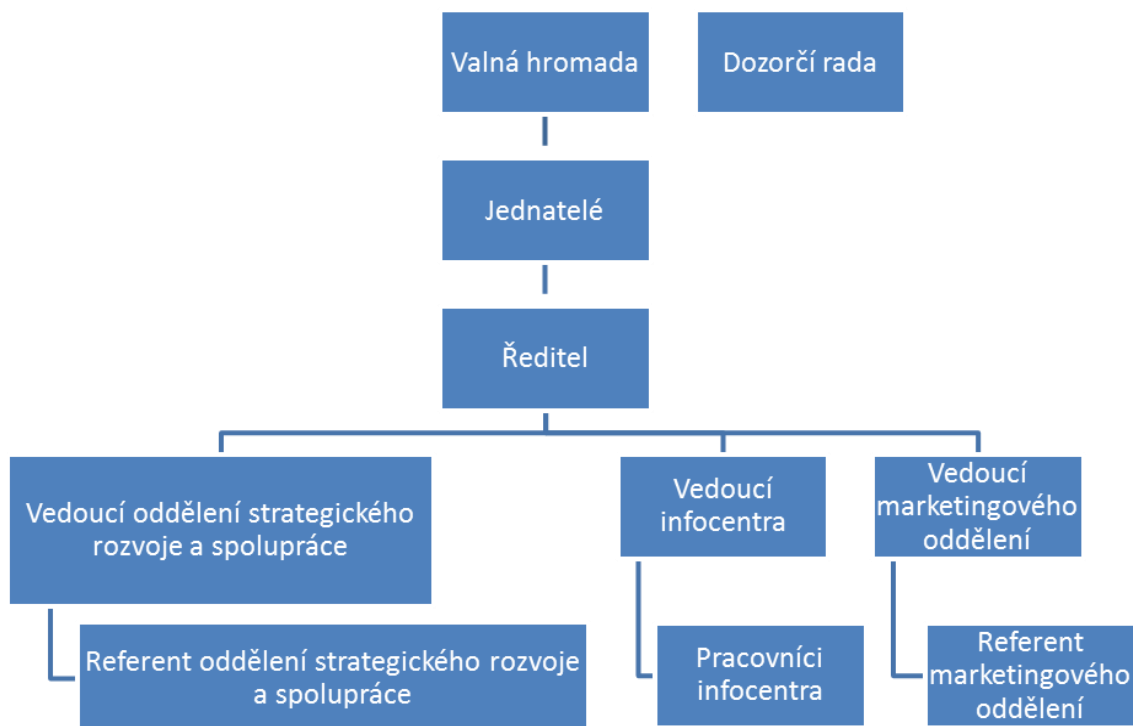 Valná hromada
Dozorčí rada
Jednatelé
Ředitel
Vedoucí oddělení strategického
rozvoje a spolupráce
Vedoucí
infocentra
Vedoucí
marketingového
oddělení
Referent oddělení strategického rozvoje
a spolupráce
Pracovníci
infocentra
Referent
marketingového
oddělení